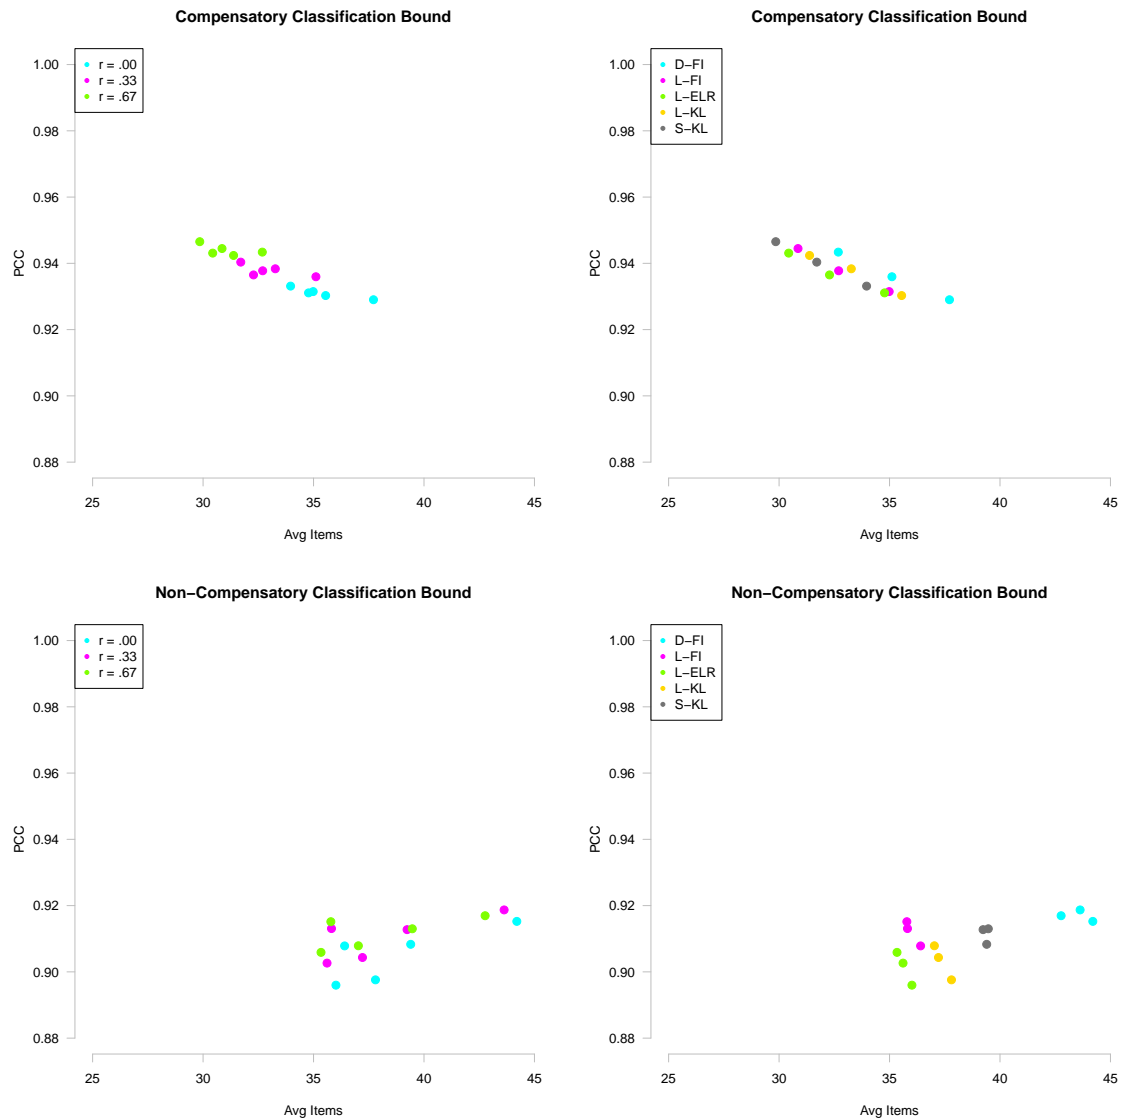 Compensatory Classification Bound
r = .00
r = .33
r = .67
1.00
0.98
0.96
0.94
0.92
0.90
0.88
PCC
25 30 35 40 45
Avg Items
Compensatory Classification Bound
D−FI
L−FI
L−ELR
L−KL
S−KL
1.00
0.98
0.96
0.94
0.92
0.90
0.88
PCC
25 30 35 40 45
Avg Items
Non−Compensatory Classification Bound
r = .00
r = .33
r = .67
1.00
0.98
0.96
0.94
0.92
0.90
0.88
PCC
25 30 35 40 45
Avg Items
Non−Compensatory Classification Bound
D−FI
L−FI
L−ELR
L−KL
S−KL
1.00
0.98
0.96
0.94
0.92
0.90
0.88
PCC
25 30 35 40 45
Avg Items